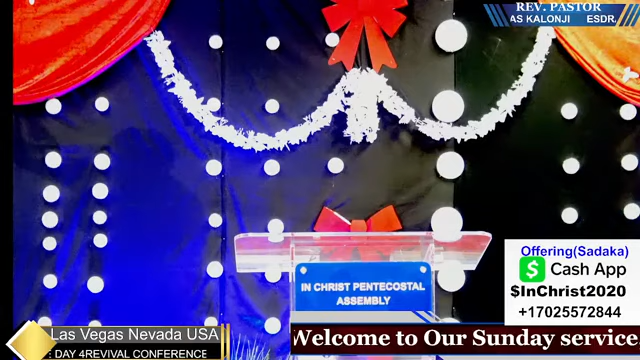 REV. PASTOR
AS KALONJI ESDR.
IN CHRIST PENTECOSTAL
ASSEMBLY
Offering(Sadaka)
$ Cash App
$InChrist2020
+17025572844
Las Vegas Nevada USA
E DAY 4REVIVAL CONFERENCE
Welcome to Our Sunday service